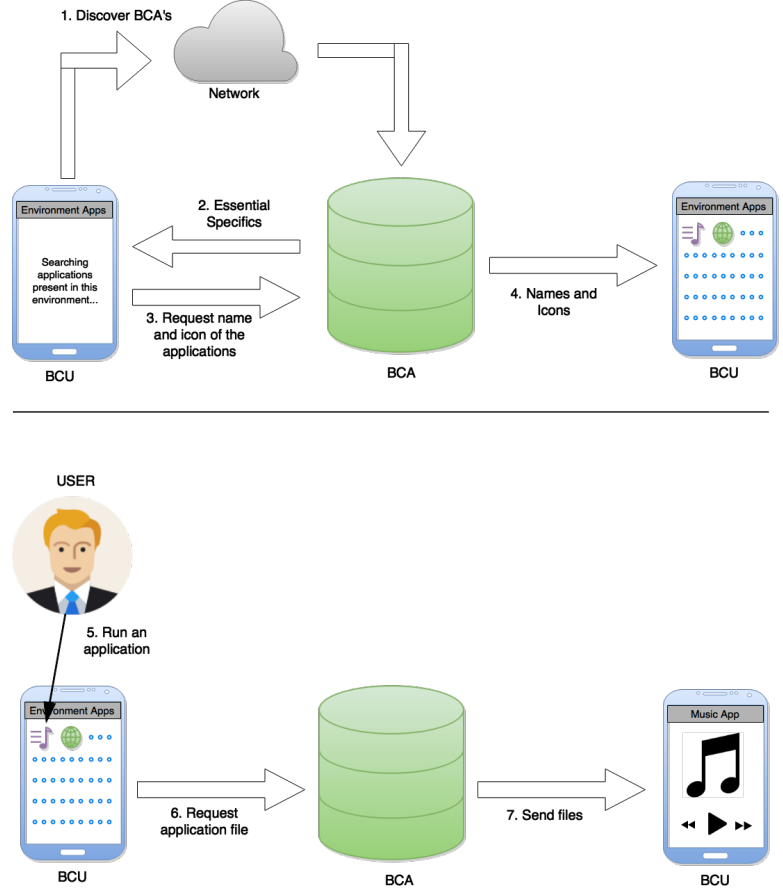 1. Discover BCA's
Network
Environment Apps
Searching
applications
present in this
environment...
BCU
2. Essential
Specifics
3. Request name
and icon of the
applications
BCA
4. Names and
Icons
Environment Apps
BCU
USER
5. Run an
application
Environment Apps
BCU
6. Request
application file
BCA
7. Send files
Music App
BCU